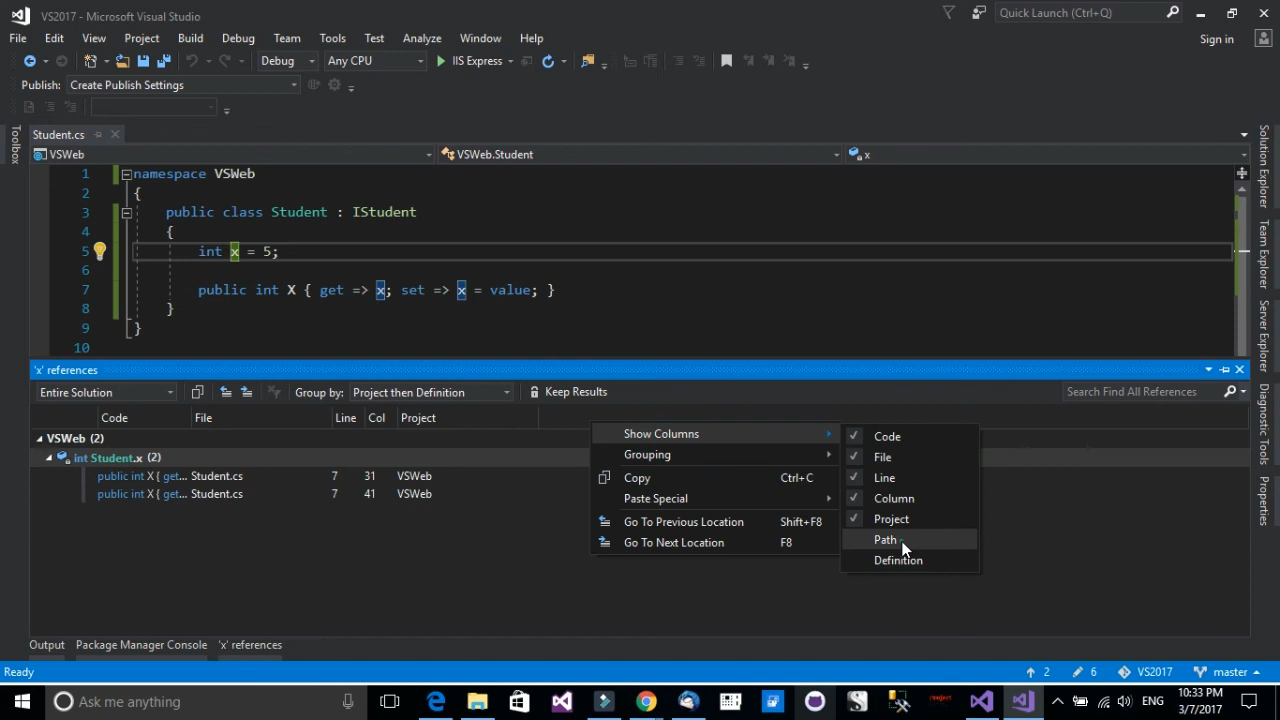 VS2017 - Microsoft Visual Studio
Quick Launch (Ctrl+Q)
File Edit View Project Build Debug Team Tools Test Analyze Window Help
Sign in
Debug Any CPU IIS Express
Publish: Create Publish Settings
Toolbox
Student.cs
VSWeb VSWeb.Student x
1 namespace VSWeb
2 {
3 public class Student : IStudent
4 {
5 int x = 5;
6
7 public int X { get => x; set => x = value; }
8 }
9 }
10
Solution Explorer
Team Explorer
Server Explorer
Diagnostic Tools
Properties
'x' references
Entire Solution Group by: Project then Definition Keep Results Search Find All References
Code File Line Col Project
VSWeb (2)
int Student.x (2)
public int X { get... Student.cs 7 31 VSWeb
public int X { get... Student.cs 7 41 VSWeb
Show Columns
Grouping
Copy Ctrl+C
Paste Special
Go To Previous Location Shift+F8
Go To Next Location F8
Code
File
Line
Column
Project
Path
Definition
Output Package Manager Console 'x' references
Ready 2 6 VS2017 master
Ask me anything
ENG
10:33 PM
3/7/2017